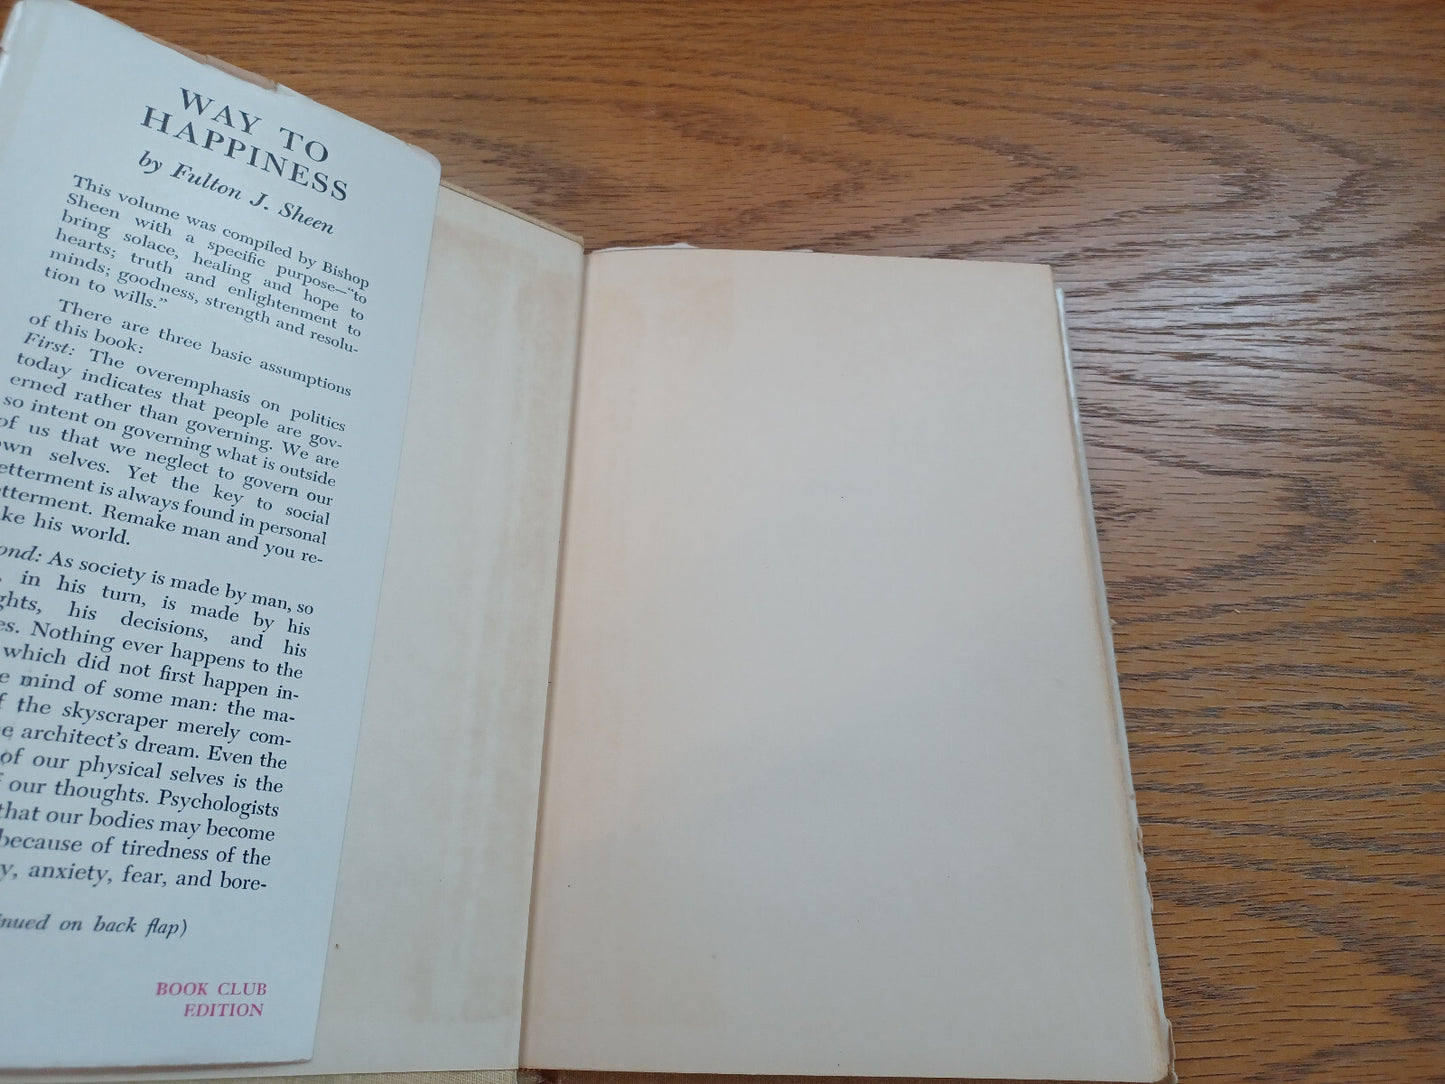 WAY TO
HAPPINESS
by Fulton J. Sheen
This volume was compiled by Bishop
Sheen with a specific purpose—“to
bring solace, healing and hope to
hearts; truth and enlightenment to
minds; goodness, strength and resolu-
tion to wills.”
There are three basic assumptions
of this book:
First: The overemphasis on politics
today indicates that people are gov-
erned rather than governing. We are
so intent on governing what is outside
of us that we neglect to govern our
own selves. Yet the key to social
etterment is always found in personal
etterment. Remake man and you re-
ke his world.
ond: As society is made by man, so
in his turn, is made by his
ghts, his decisions, and his
es. Nothing ever happens to the
which did not first happen in-
e mind of some man: the ma-
f the skyscraper merely com-
e architect's dream. Even the
of our physical selves is the
f our thoughts. Psychologists
that our bodies may become
because of tiredness of the
y, anxiety, fear, and bore-
inued on back flap)
BOOK CLUB
EDITION